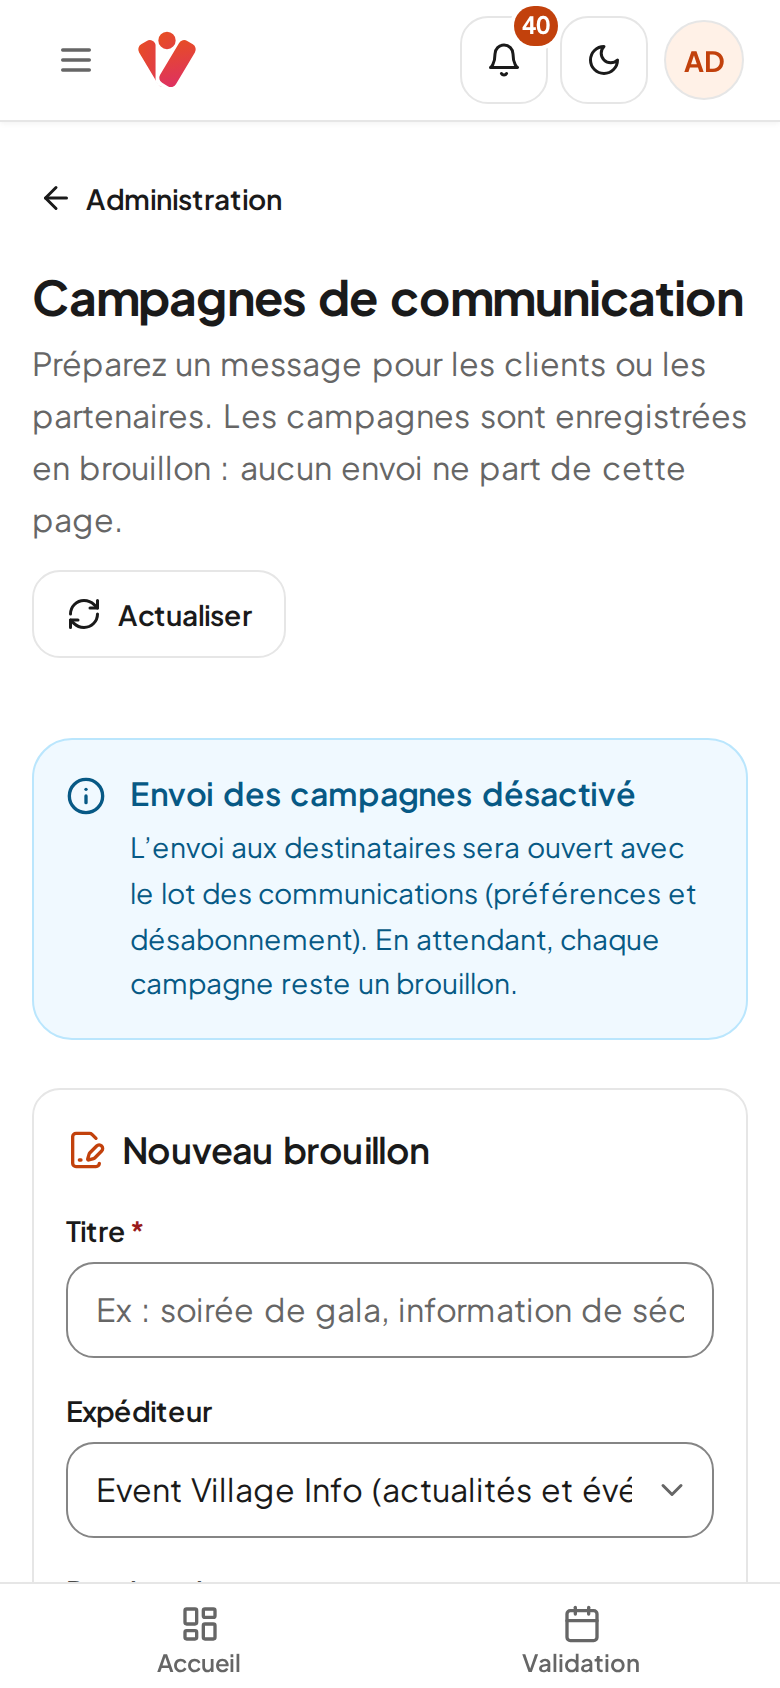 40
AD
Administration
Campagnes de communication
Préparez un message pour les clients ou les
partenaires. Les campagnes sont enregistrées
en brouillon : aucun envoi ne part de cette
page.
Actualiser
Envoi des campagnes désactivé
L’envoi aux destinataires sera ouvert avec
le lot des communications (préférences et
désabonnement). En attendant, chaque
campagne reste un brouillon.
Nouveau brouillon
Titre *
Ex : soirée de gala, information de
Expéditeur
Event Village Info (actualités et
Accueil
Validation